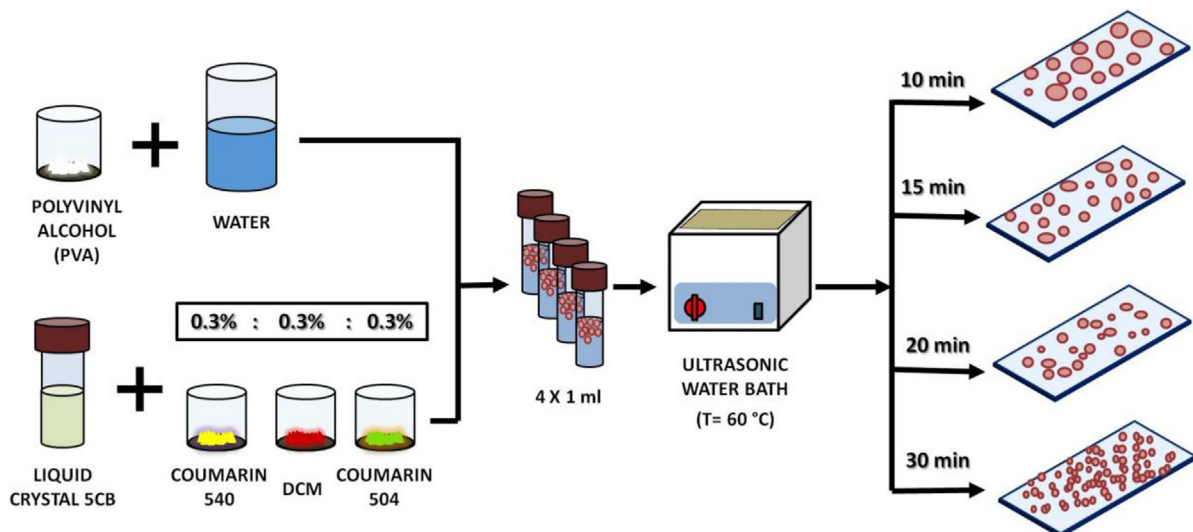 POLYVINYL
ALCOHOL
(PVA)
WATER
0.3% : 0.3% : 0.3%
LIQUID
CRYSTAL 5CB
COUMARIN
540
DCM
COUMARIN
504
4 X 1 ml
ULTRASONIC
WATER BATH
(T= 60 °C)
10 min
15 min
20 min
30 min